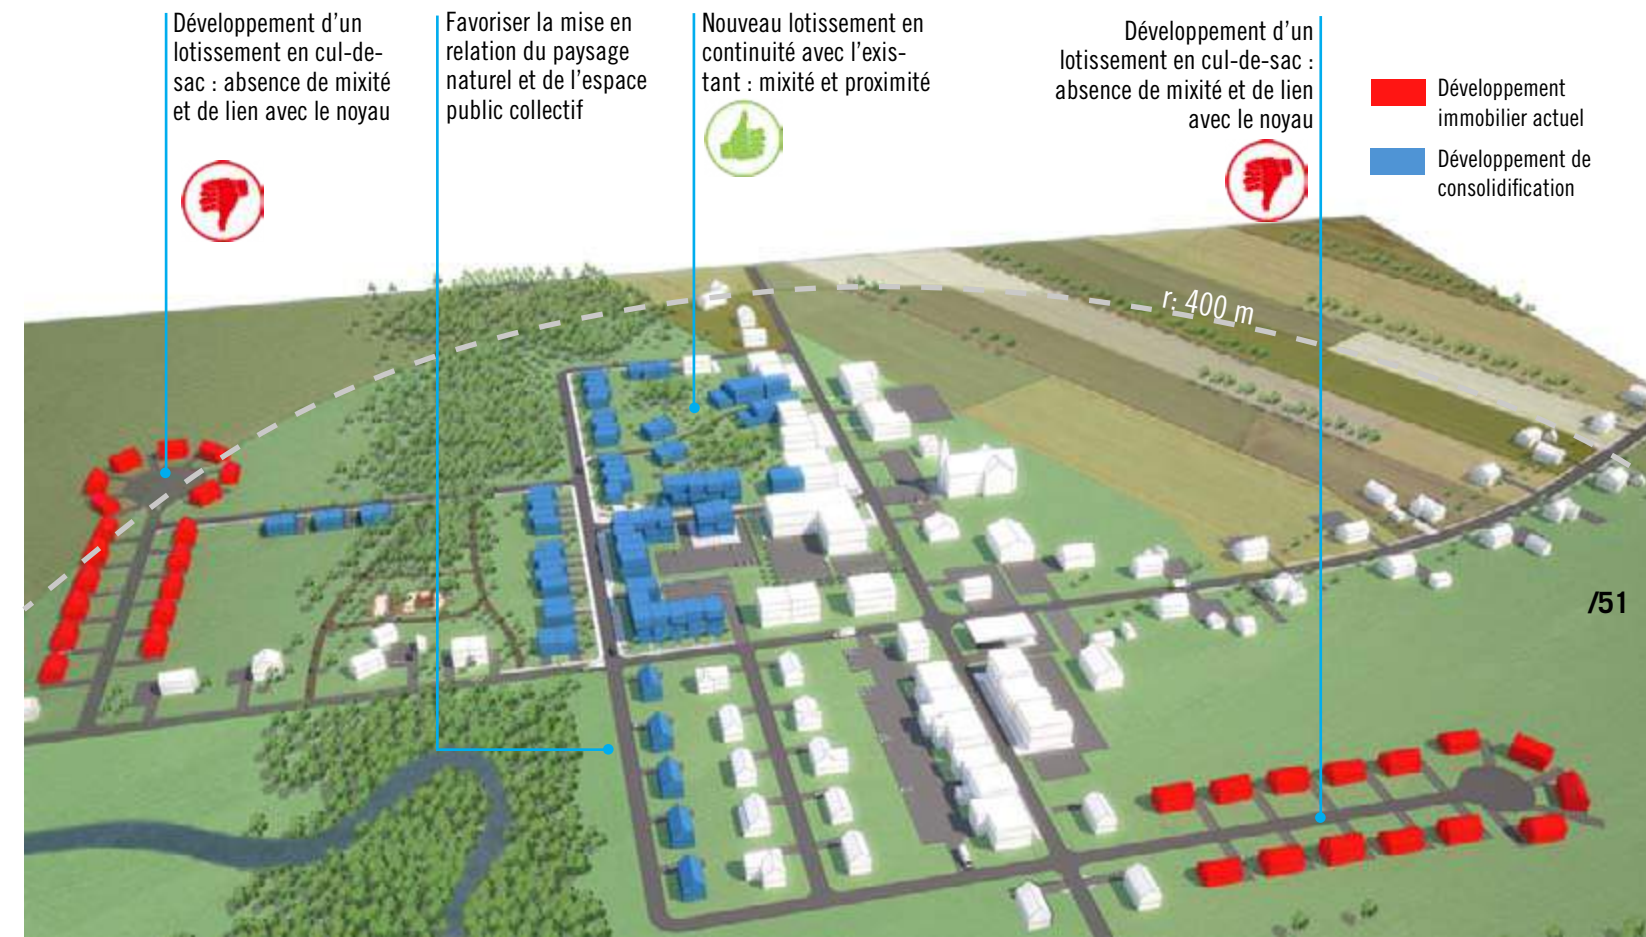 Développement d'un
lotissement en cul-de-
sac : absence de mixité
et de lien avec le noyau
Favoriser la mise en
relation du paysage
naturel et de l'espace
public collectif
Nouveau lotissement en
continuité avec l'exis-
tant : mixité et proximité
Développement d'un
lotissement en cul-de-sac :
absence de mixité et de lien
avec le noyau
Développement
immobilier actuel
Développement de
consolidification
r: 400 m
/51